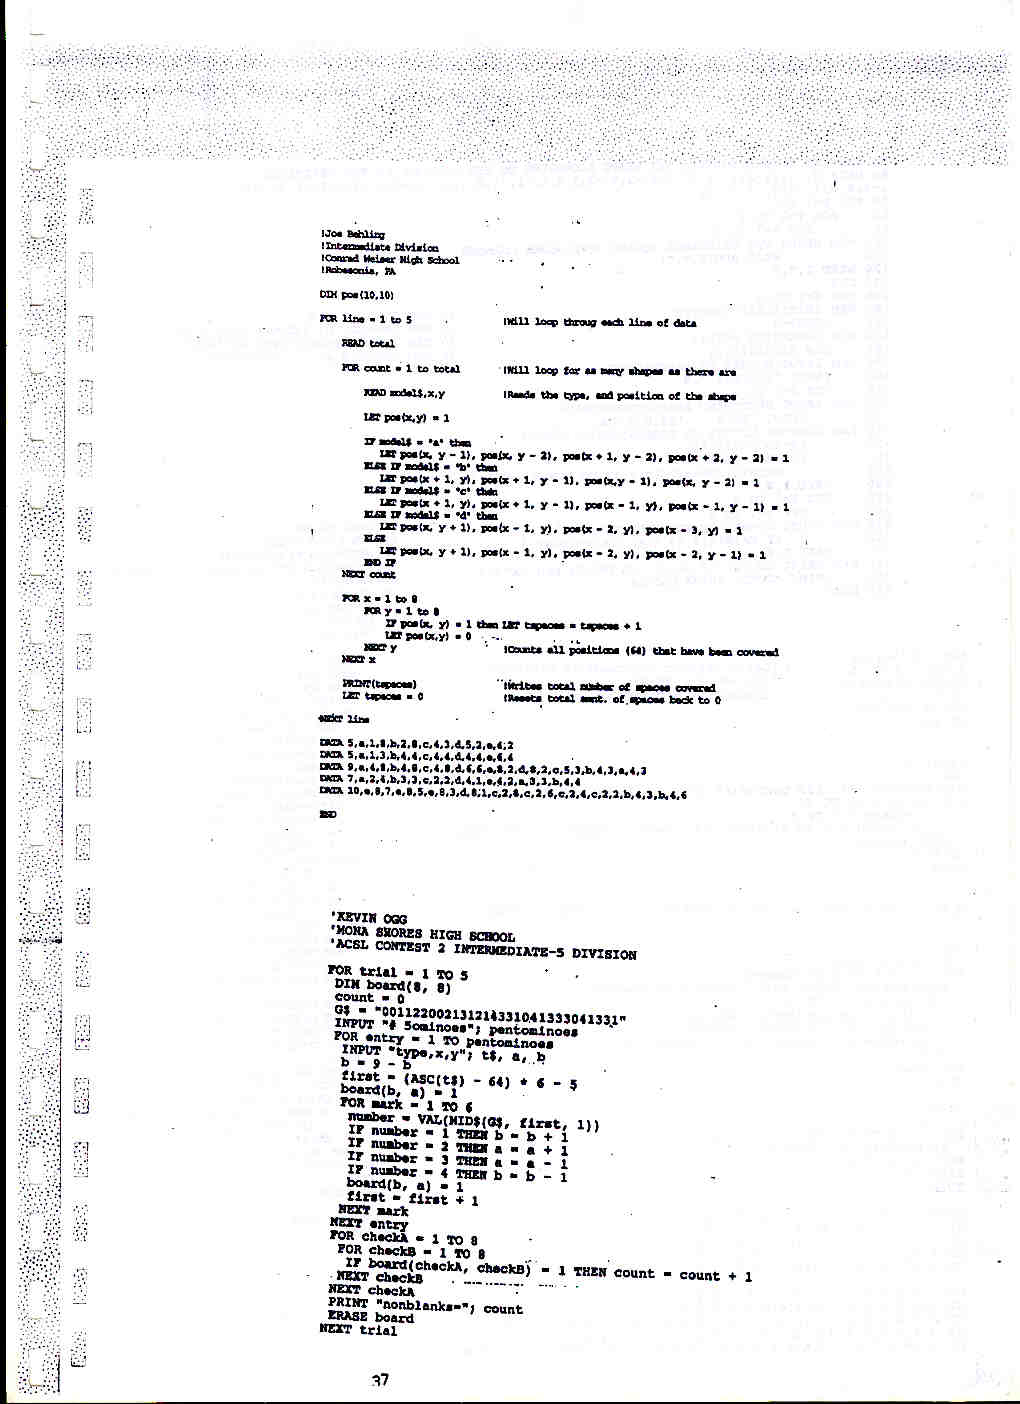 !Joe Behling
!Intermediate Division
!Conrad Weiser High School
!Robesonia, PA
DIM pos(10,10)
FOR line = 1 to 5 !Will loop throug each line of data
READ total
FOR count = 1 to total !Will loop for as many shapes as there are
READ model$,x,y !Reads the type, and position of the shape
LET pos(x,y) = 1
IF model$ = "a" then
LET pos(x, y - 1), pos(x, y - 2), pos(x + 1, y - 2), pos(x + 2, y - 2) = 1
ELSE IF model$ = "b" then
LET pos(x + 1, y), pos(x + 1, y - 1), pos(x,y - 1), pos(x, y - 2) = 1
ELSE IF model$ = "c" then
LET pos(x + 1, y), pos(x + 1, y - 1), pos(x - 1, y), pos(x - 1, y - 1) = 1
ELSE IF model$ = "d" then
LET pos(x, y + 1), pos(x - 1, y), pos(x - 2, y), pos(x - 3, y) = 1
ELSE
LET pos(x, y + 1), pos(x - 1, y), pos(x - 2, y), pos(x - 2, y - 1) = 1
END IF
NEXT count
FOR x = 1 to 8
FOR y = 1 to 8
IF pos(x, y) = 1 then LET tspaces = tspaces + 1
LET pos(x,y) = 0
NEXT y !Counts all positions (64) that have been covered
NEXT x
PRINT(tspaces) !Writes total number of spaces covered
LET tspaces = 0 !Resets total amnt. of spaces back to 0
NEXT line
DATA 5,a,1,8,b,2,8,c,4,3,d,5,2,e,6,2
DATA 5,a,1,3,b,4,4,c,4,4,d,4,4,e,6,4
DATA 9,a,4,8,b,4,8,c,4,8,d,6,6,e,8,2,d,8,2,c,5,3,b,4,3,a,4,3
DATA 7,a,2,4,b,3,3,c,2,2,d,4,1,e,4,2,a,3,3,b,4,4
DATA 10,e,8,7,e,8,5,e,8,3,d,8,1,c,2,8,c,2,6,c,2,4,c,2,2,b,4,3,b,4,6
END
'KEVIN OGG
'MONA SHORES HIGH SCHOOL
'ACSL CONTEST 2 INTERMEDIATE-5 DIVISION
FOR trial = 1 TO 5
DIM board(8, 8)
count = 0
G$ = "001122002131214331041333041331"
INPUT "# 5ominoes"; pentominoes
FOR entry = 1 TO pentominoes
INPUT "type,x,y"; t$, a, b
b = 9 - b
first = (ASC(t$) - 64) * 6 - 5
board(b, a) = 1
FOR mark = 1 TO 6
number = VAL(MID$(G$, first, 1))
IF number = 1 THEN b = b + 1
IF number = 2 THEN a = a + 1
IF number = 3 THEN a = a - 1
IF number = 4 THEN b = b - 1
board(b, a) = 1
first = first + 1
NEXT mark
NEXT entry
FOR checkA = 1 TO 8
FOR checkB = 1 TO 8
IF board(checkA, checkB) = 1 THEN count = count + 1
NEXT checkB
NEXT checkA
PRINT "nonblanks="; count
ERASE board
NEXT trial
37